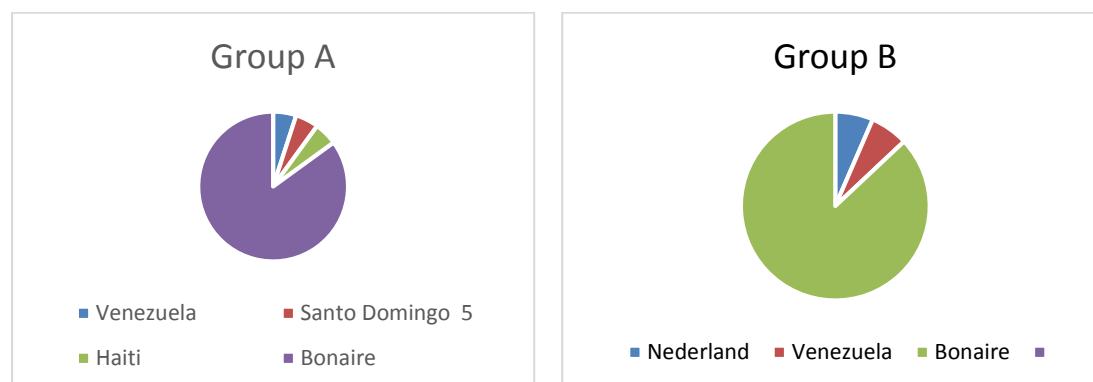 Group A
Venezuela
Santo Domingo 5
Haiti
Bonaire
Group B
Nederland
Venezuela
Bonaire